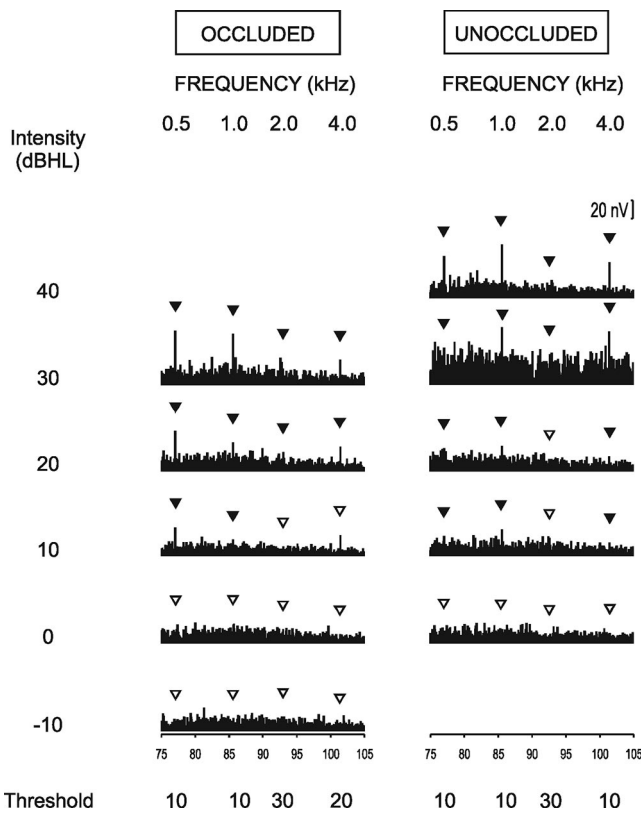 OCCLUDED UNOCCLUDED
FREQUENCY (kHz) FREQUENCY (kHz)
0.5 1.0 2.0 4.0 0.5 1.0 2.0 4.0
Intensity
(dBHL)
20 nV
40
30
20
10
0
-10
75 80 85 90 95 100 105 75 80 85 90 95 100 105
Threshold 10 10 30 20 10 10 30 10